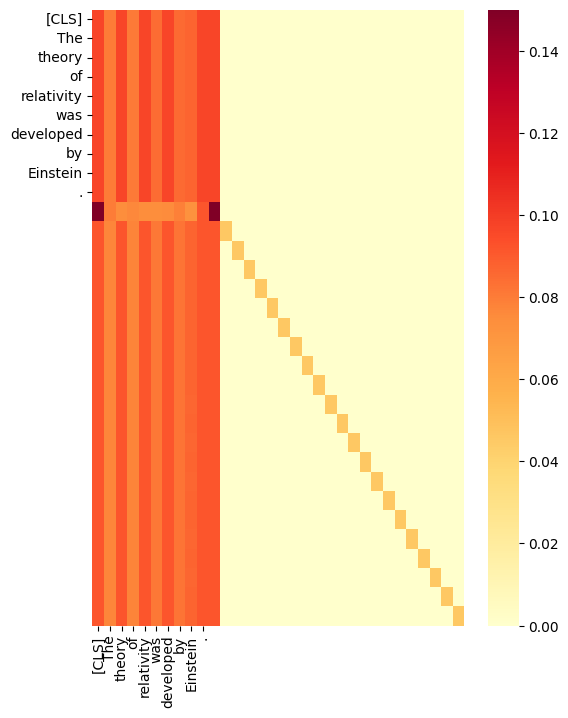 [CLS]
The
theory
of
relativity
was
developed
by
Einstein
.
0.14
0.12
0.10
0.08
0.06
0.04
0.02
0.00
[CLS]
The
theory
of
relativity
was
developed
by
Einstein
.